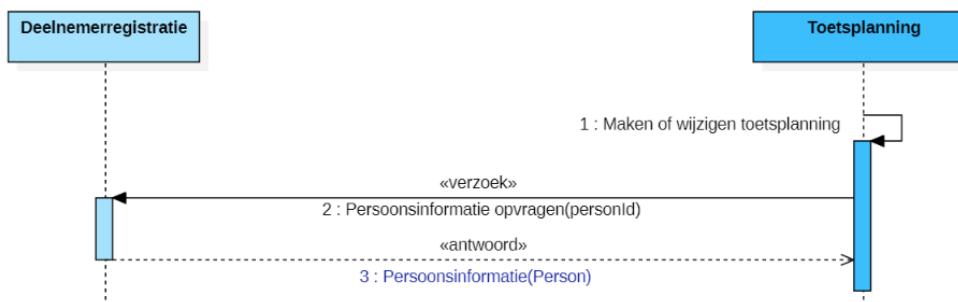 Deelnemerregistratie
Toetsplanning
1 : Maken of wijzigen toetsplanning
«verzoek»
2 : Persoonsinformatie opvragen(personId)
«antwoord»
3 : Persoonsinformatie(Person)